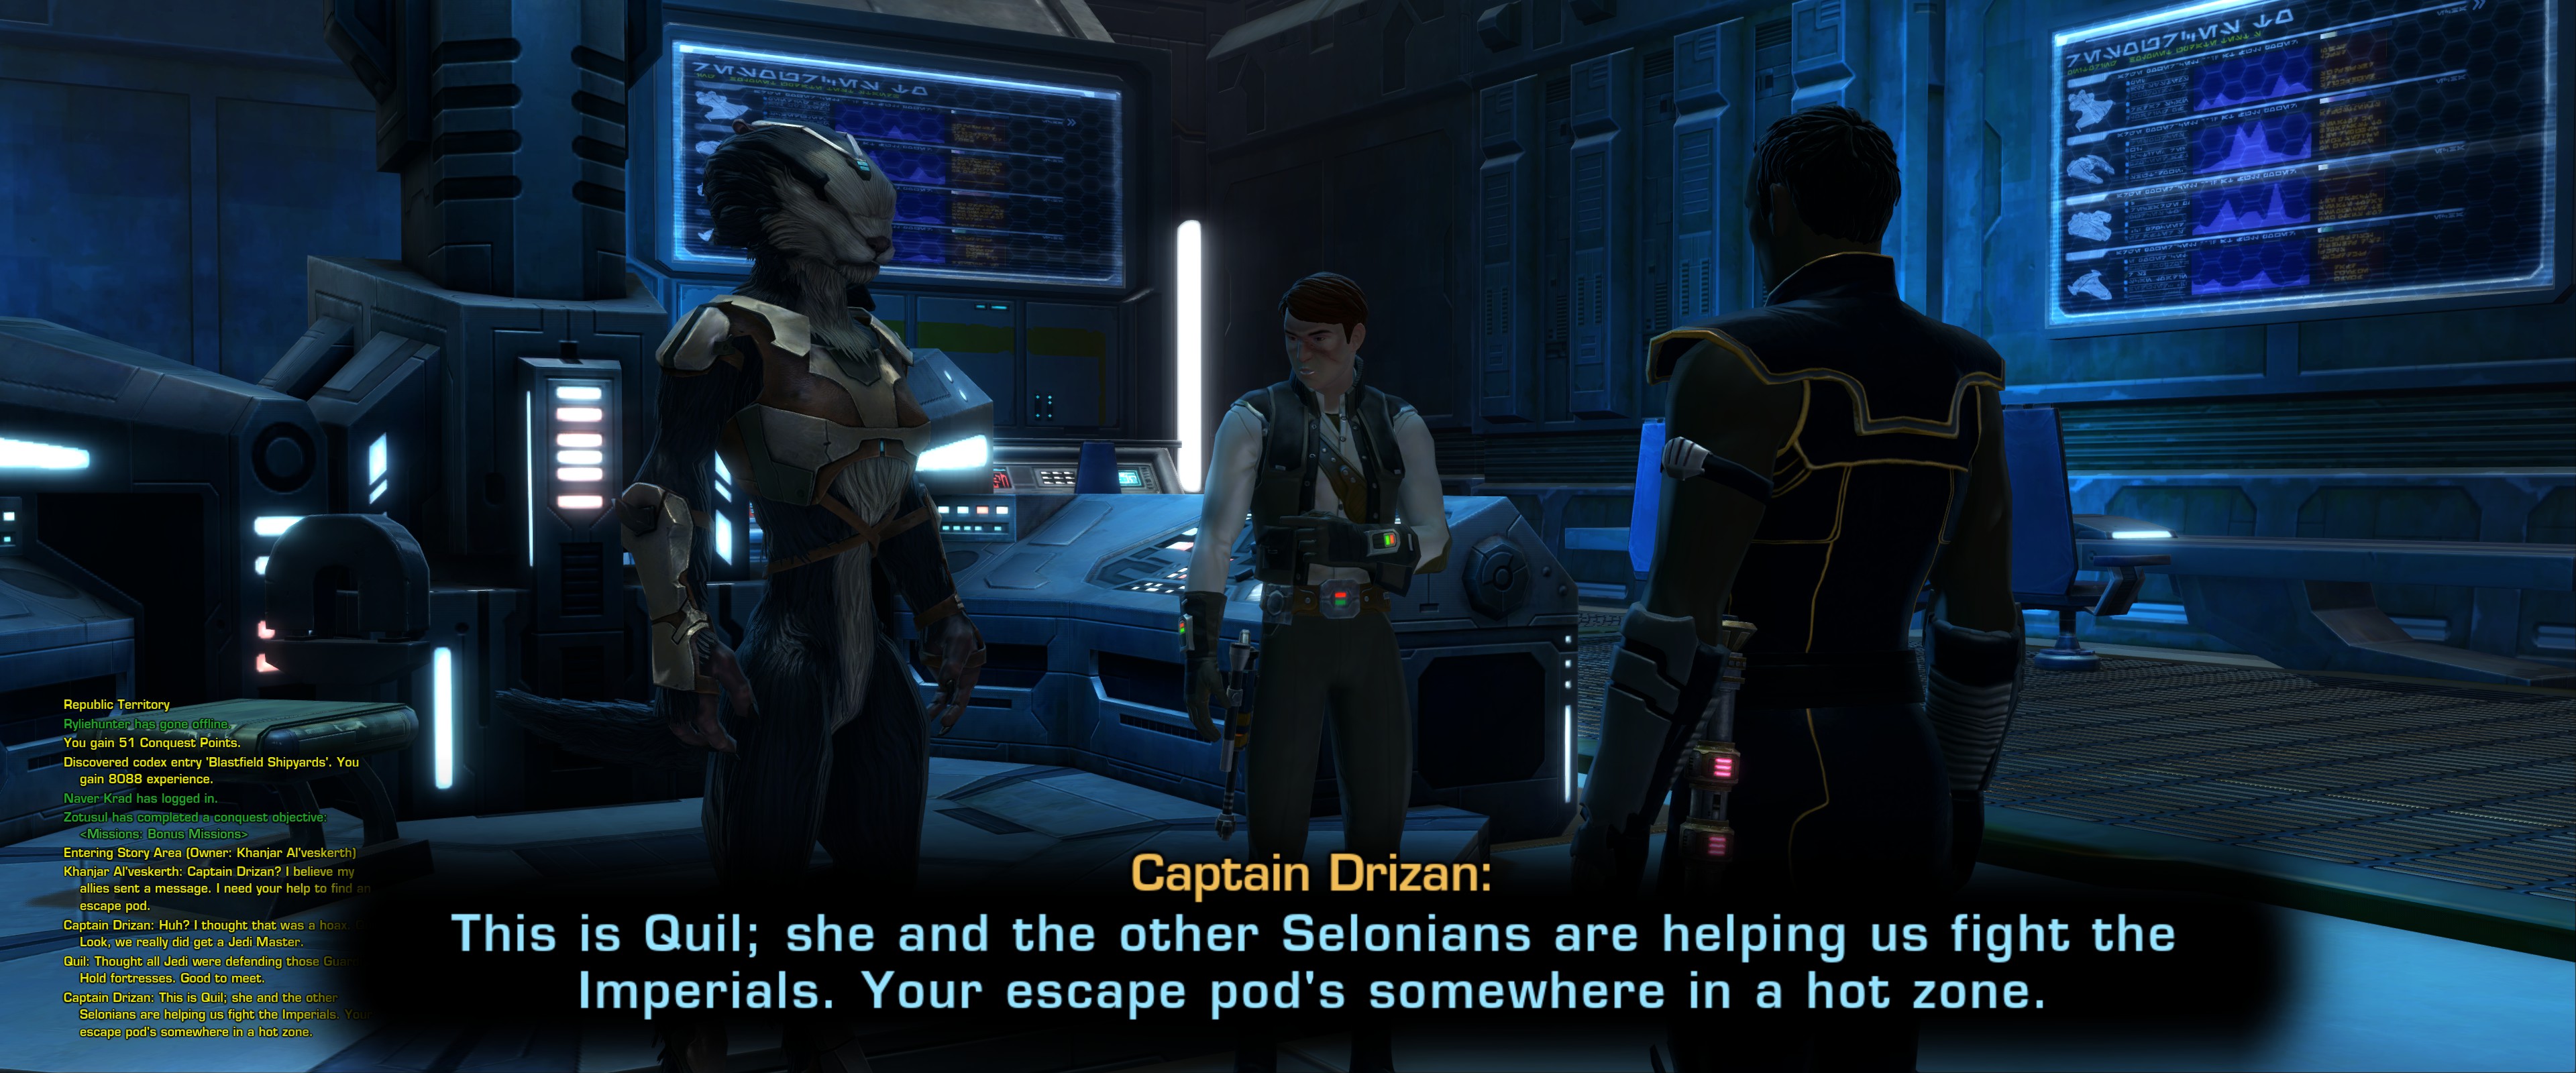 Republic Territory
Ryliehunter has gone offline.
You gain 51 Conquest Points.
Discovered codex entry 'Blastfield Shipyards'. You
gain 8088 experience.
Naver Krad has logged in.
Zotusul has completed a conquest objective:
<Missions: Bonus Missions>
Entering Story Area (Owner: Khanjar Al'veskerth)
Khanjar Al'veskerth: Captain Drizan? I believe my
allies sent a message. I need your help to find an
escape pod.
Captain Drizan: Huh? I thought that was a hoax.
Look, we really did get a Jedi Master.
Quil: Thought all Jedi were defending those
Hold fortresses. Good to meet.
Captain Drizan: This is Quil; she and the other
Selonians are helping us fight the Imperials. Your
escape pod's somewhere in a hot zone.
Captain Drizan:
This is Quil; she and the other Selonians are helping us fight the
Imperials. Your escape pod's somewhere in a hot zone.